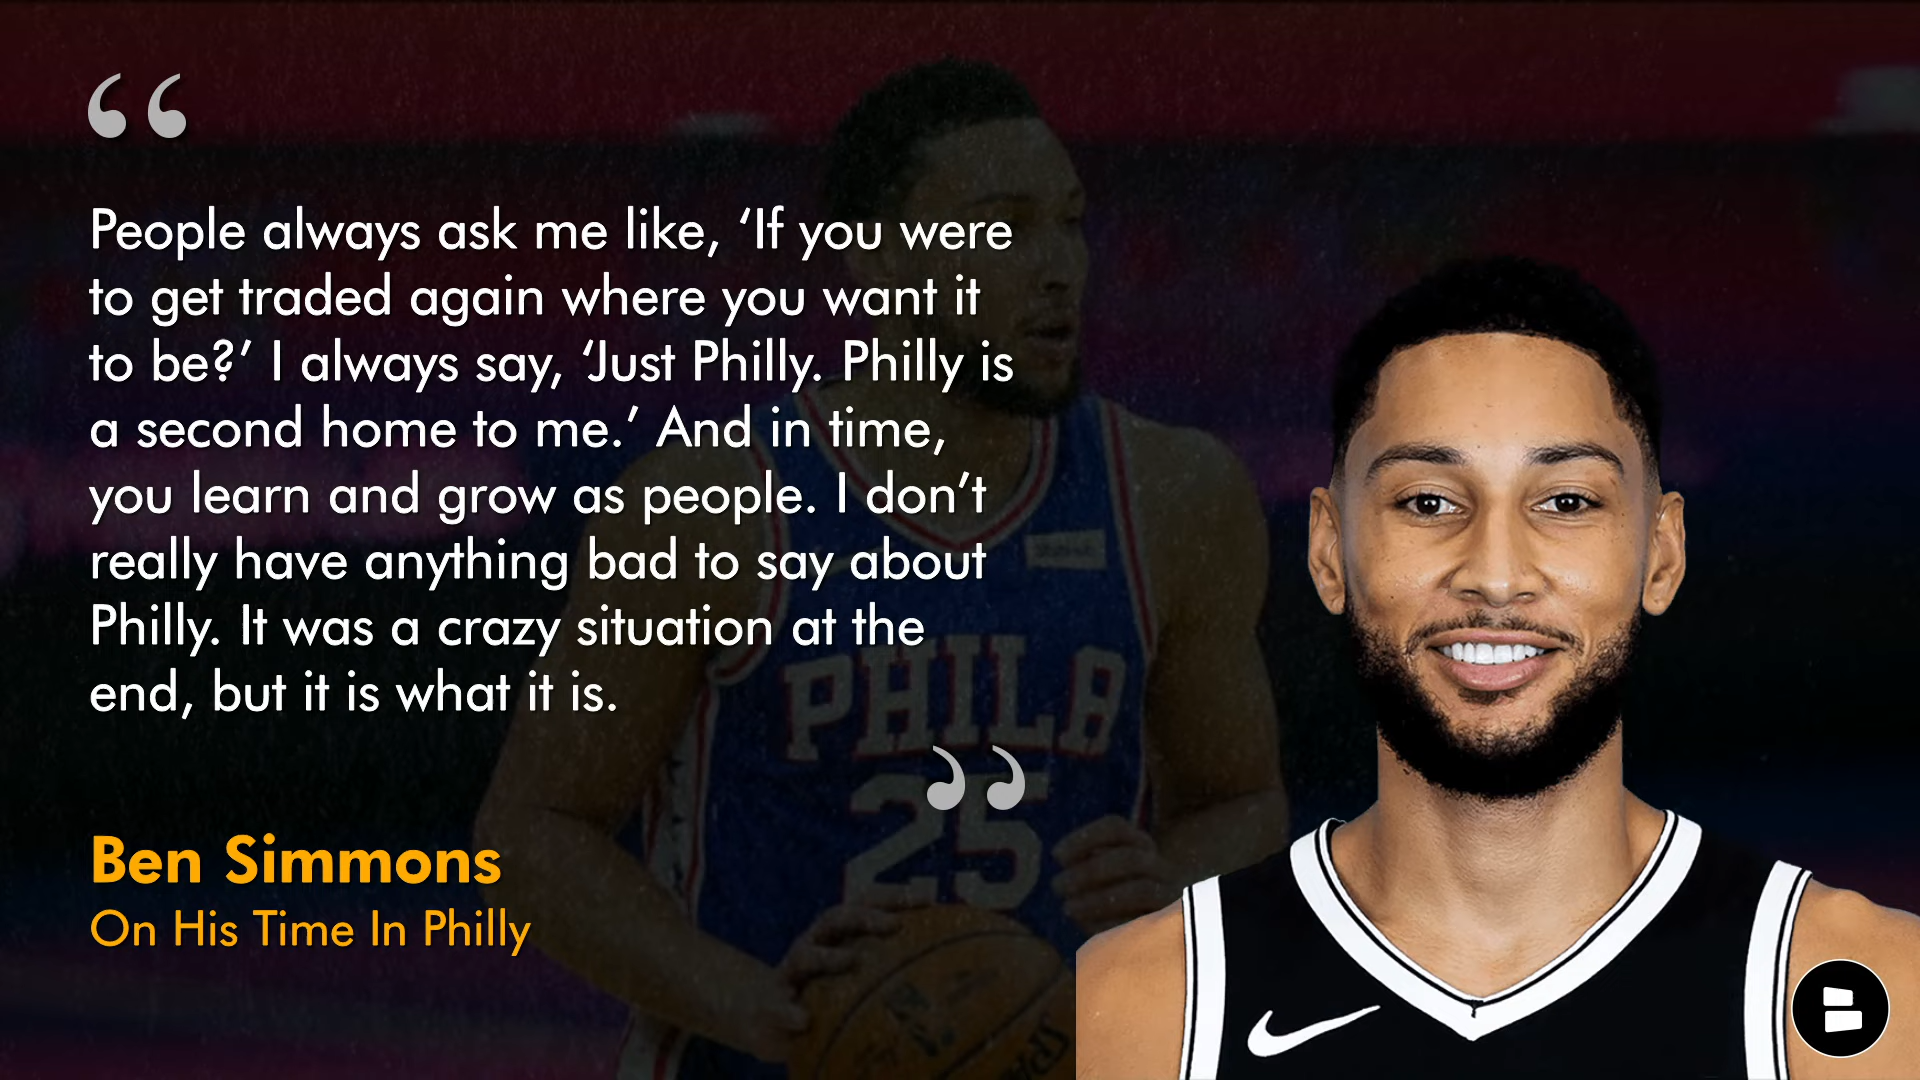 “
People always ask me like, ‘If you were
to get traded again where you want it
to be?’ I always say, ‘Just Philly. Philly is
a second home to me.’ And in time,
you learn and grow as people. I don’t
really have anything bad to say about
Philly. It was a crazy situation at the
end, but it is what it is.
”
Ben Simmons
On His Time In Philly
PHILA
25